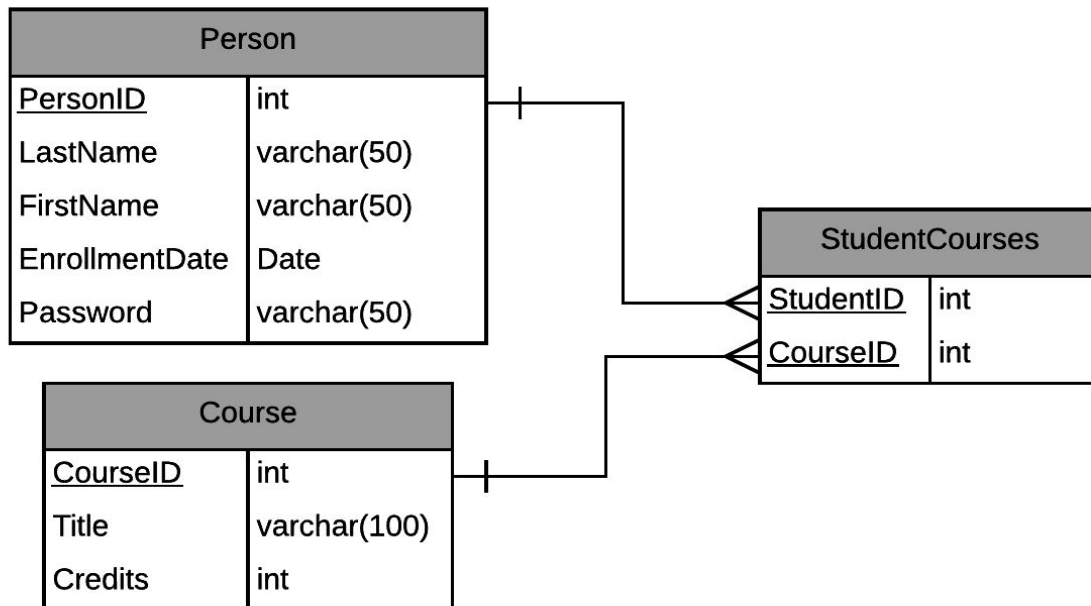 Person
PersonID int
LastName varchar(50)
FirstName varchar(50)
EnrollmentDate Date
Password varchar(50)
StudentCourses
StudentID int
CourseID int
Course
CourseID int
Title varchar(100)
Credits int